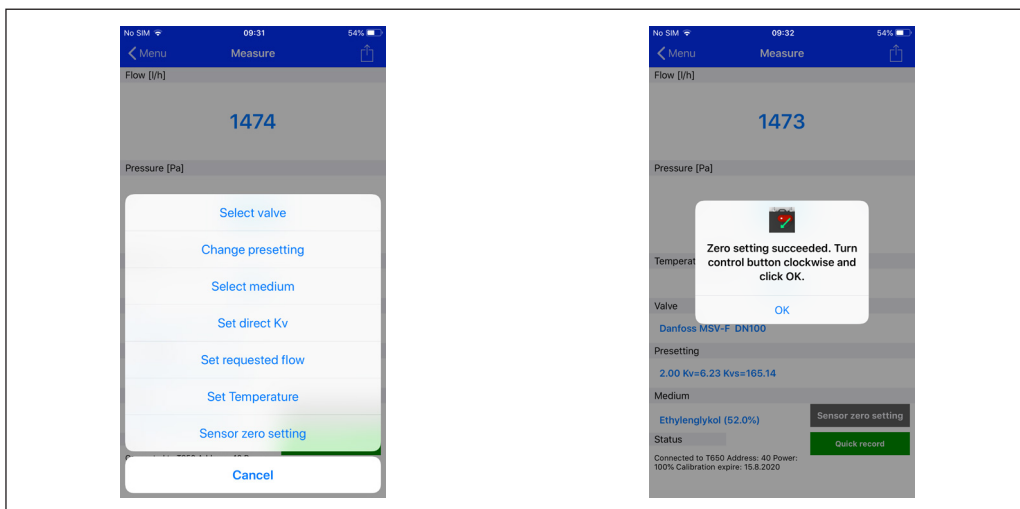 No SIM 09:31 54%
Menu Measure
Flow [l/h]
1474
Pressure [Pa]
Select valve
Change presetting
Select medium
Set direct Kv
Set requested flow
Set Temperature
Sensor zero setting
Cancel
No SIM 09:32 54%
Menu Measure
Flow [l/h]
1473
Pressure [Pa]
Zero setting succeeded. Turn
control button clockwise and
click OK.
OK
Temperat
Valve
Danfoss MSV-F DN100
Presetting
2.00 Kv=6.23 Kvs=165.14
Medium
Ethylenglykol (52.0%)
Sensor zero setting
Status
Quick record
Connected to T650 Address: 40 Power:
100% Calibration expire: 15.8.2020